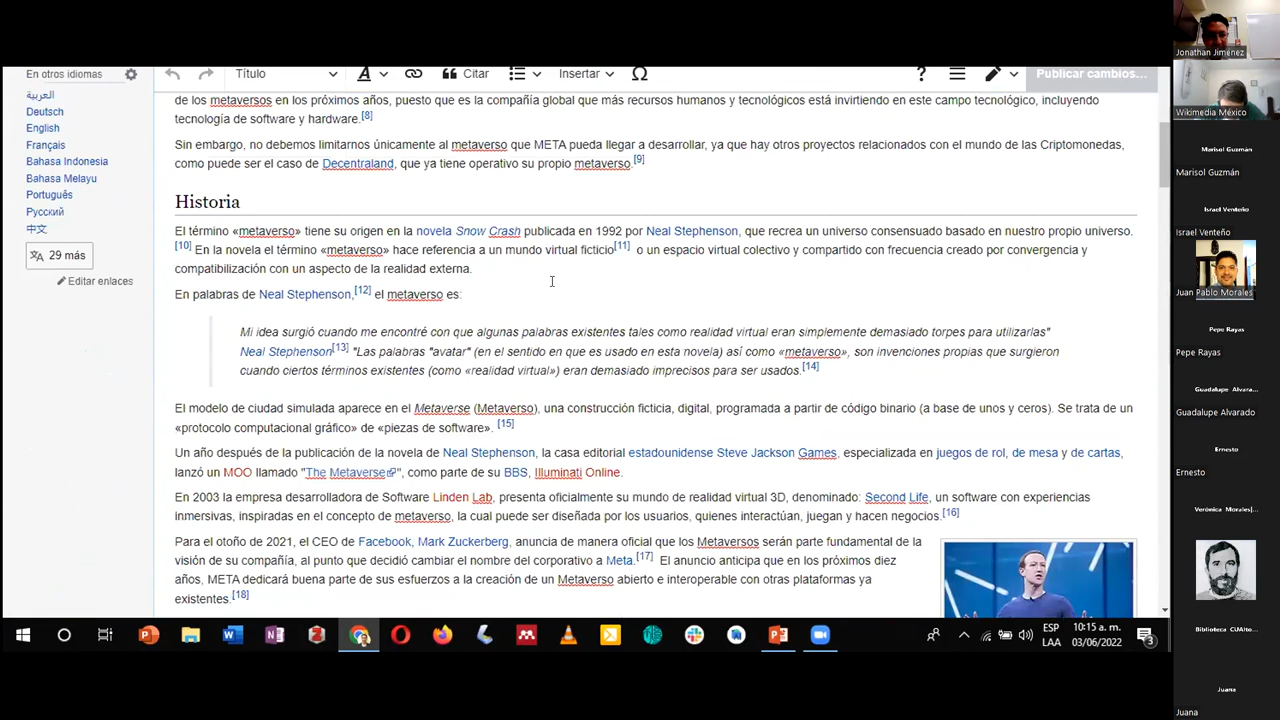 En otros idiomas
Título
A
Citar
Insertar
Ω
?
Publicar cambios...
العربية
Deutsch
English
Français
Bahasa Indonesia
Bahasa Melayu
Português
Русский
中文
29 más
Editar enlaces
de los metaversos en los próximos años, puesto que es la compañía global que más recursos humanos y tecnológicos está invirtiendo en este campo tecnológico, incluyendo
tecnología de software y hardware.[8]
Sin embargo, no debemos limitarnos únicamente al metaverso que META pueda llegar a desarrollar, ya que hay otros proyectos relacionados con el mundo de las Criptomonedas,
como puede ser el caso de Decentraland, que ya tiene operativo su propio metaverso.[9]
Historia
El término «metaverso» tiene su origen en la novela Snow Crash publicada en 1992 por Neal Stephenson, que recrea un universo consensuado basado en nuestro propio universo.
[10] En la novela el término «metaverso» hace referencia a un mundo virtual ficticio[11] o un espacio virtual colectivo y compartido con frecuencia creado por convergencia y
compatibilización con un aspecto de la realidad externa.
En palabras de Neal Stephenson,[12] el metaverso es:
Mi idea surgió cuando me encontré con que algunas palabras existentes tales como realidad virtual eran simplemente demasiado torpes para utilizarlas"
Neal Stephenson[13] "Las palabras "avatar" (en el sentido en que es usado en esta novela) así como «metaverso», son invenciones propias que surgieron
cuando ciertos términos existentes (como «realidad virtual») eran demasiado imprecisos para ser usados.[14]
El modelo de ciudad simulada aparece en el Metaverse (Metaverso), una construcción ficticia, digital, programada a partir de código binario (a base de unos y ceros). Se trata de un
«protocolo computacional gráfico» de «piezas de software». [15]
Un año después de la publicación de la novela de Neal Stephenson, la casa editorial estadounidense Steve Jackson Games, especializada en juegos de rol, de mesa y de cartas,
lanzó un MOO llamado "The Metaverse", como parte de su BBS, Illuminati Online.
En 2003 la empresa desarrolladora de Software Linden Lab, presenta oficialmente su mundo de realidad virtual 3D, denominado: Second Life, un software con experiencias
inmersivas, inspiradas en el concepto de metaverso, la cual puede ser diseñada por los usuarios, quienes interactúan, juegan y hacen negocios.[16]
Para el otoño de 2021, el CEO de Facebook, Mark Zuckerberg, anuncia de manera oficial que los Metaversos serán parte fundamental de la
visión de su compañía, al punto que decidió cambiar el nombre del corporativo a Meta.[17] El anuncio anticipa que en los próximos diez
años, META dedicará buena parte de sus esfuerzos a la creación de un Metaverso abierto e interoperable con otras plataformas ya
existentes.[18]
ESP
LAA
10:15 a. m.
03/06/2022
3
Jonathan Jiménez
Wikimedia México
Marisol Guzmán
Marisol Guzmán
Israel Venteño
Israel Venteño
Juan Pablo Morales
Pepe Rayas
Pepe Rayas
Guadalupe Alvara...
Guadalupe Alvarado
Ernesto
Ernesto
Verónica Morales|...
Biblioteca CUAlto...
Juana
Juana